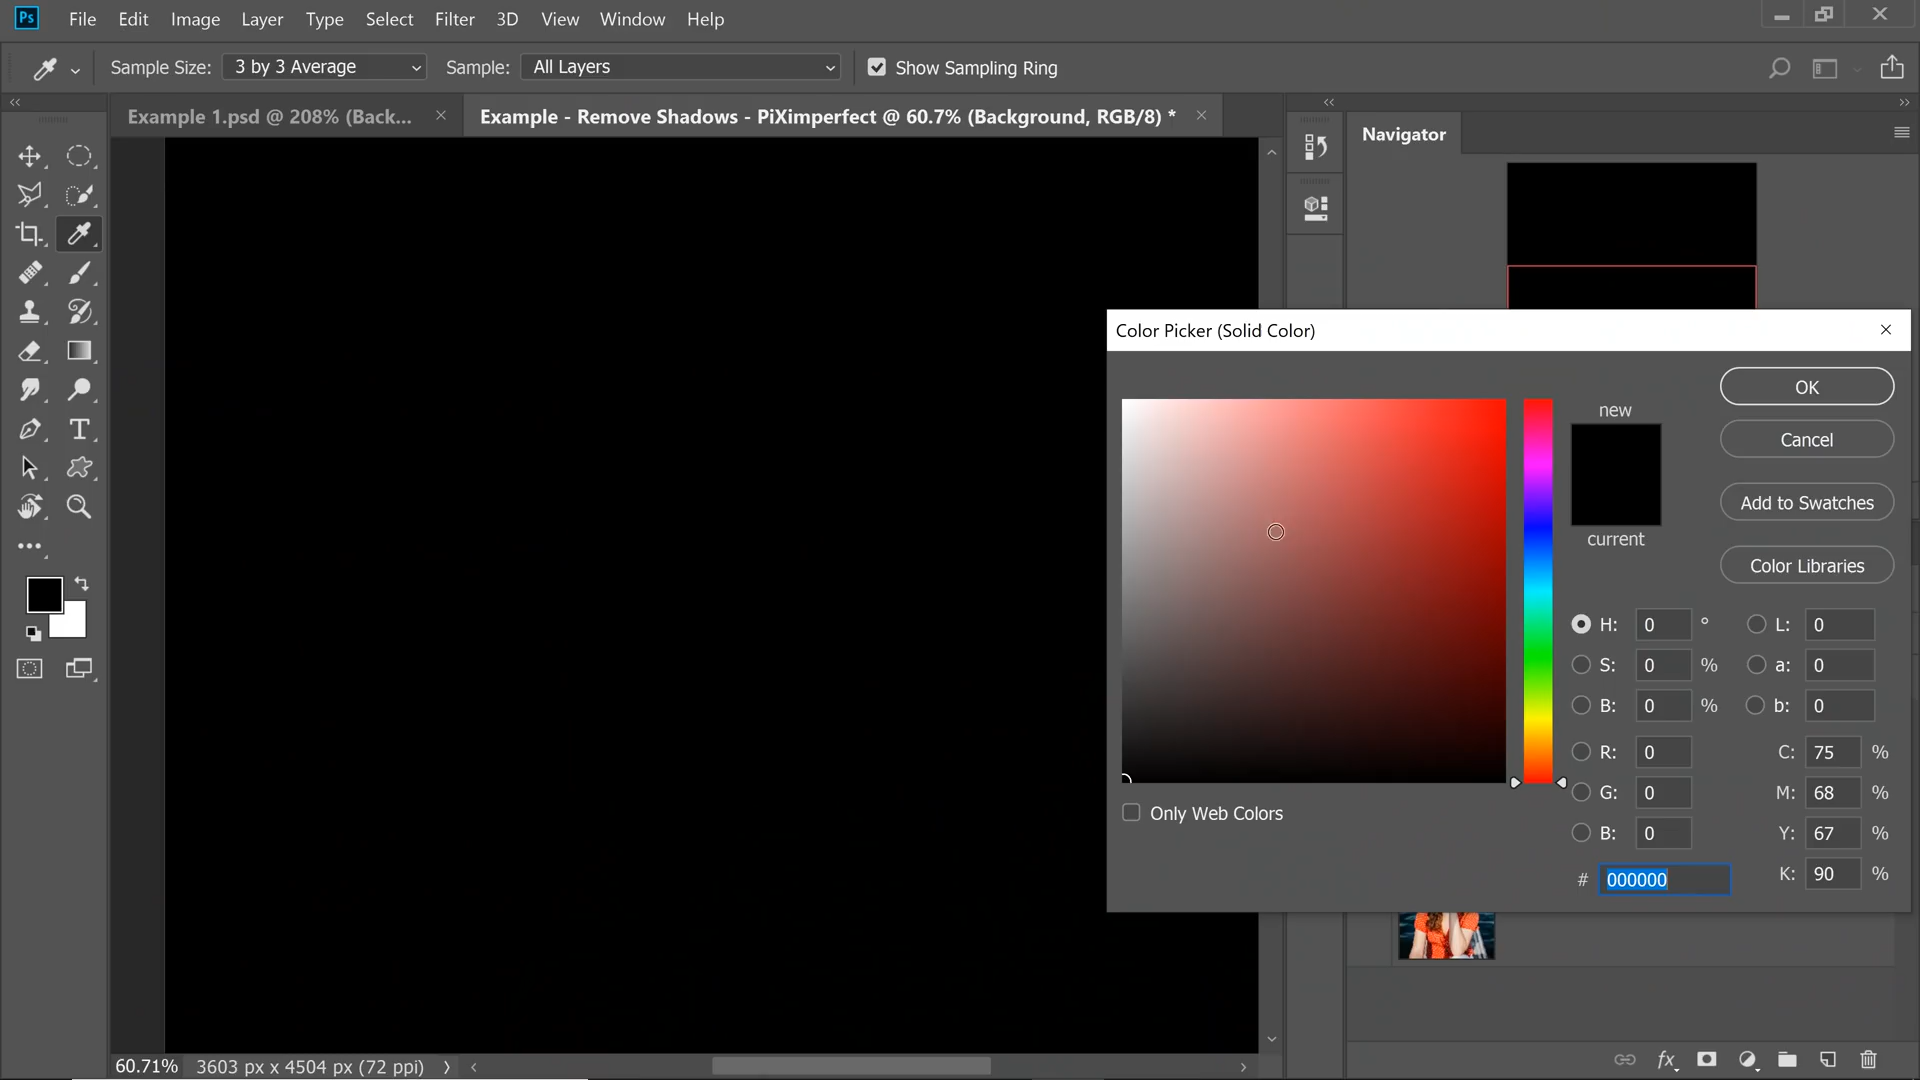 Ps File Edit Image Layer Type Select Filter 3D View Window Help
Sample Size: 3 by 3 Average Sample: All Layers Show Sampling Ring
Example 1.psd @ 208% (Back... Example - Remove Shadows - PiXimperfect @ 60.7% (Background, RGB/8) *
Navigator
Color Picker (Solid Color)
OK
new
Cancel
Add to Swatches
current
Color Libraries
H: 0 ° L: 0
S: 0 % a: 0
B: 0 % b: 0
R: 0 C: 75 %
G: 0 M: 68 %
B: 0 Y: 67 %
Only Web Colors
# 000000 K: 90 %
60.71% 3603 px x 4504 px (72 ppi)
fx